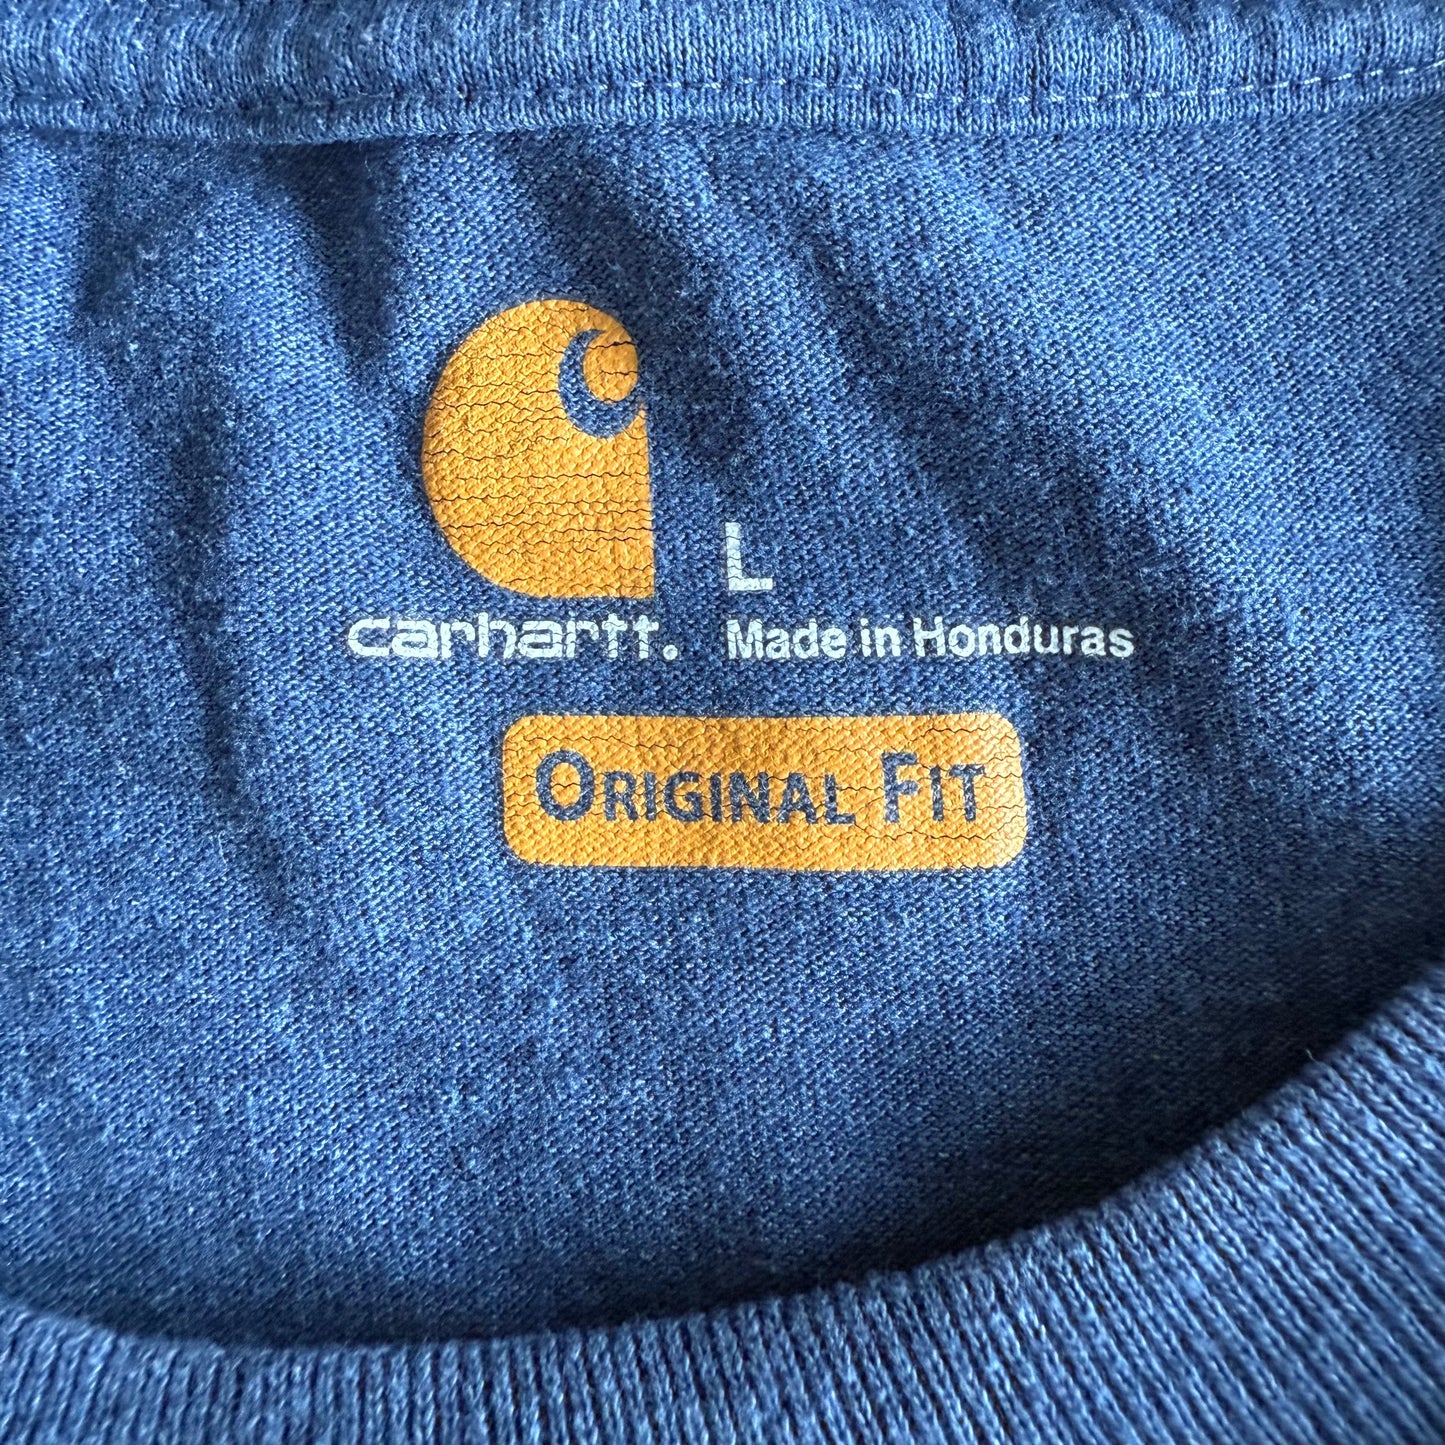 L
carhartt. Made in Honduras
ORIGINAL FIT